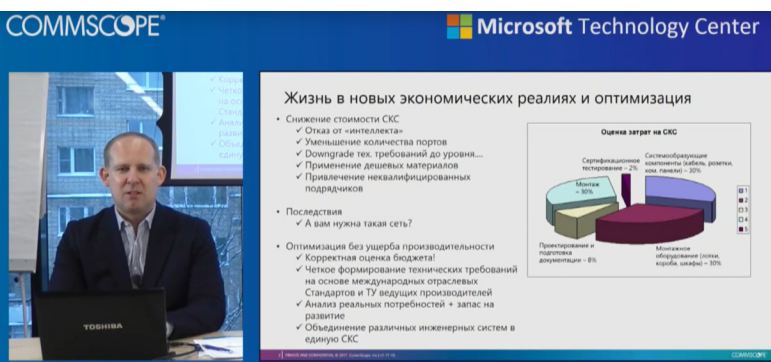 COMMSCOPE®
Microsoft Technology Center
Жизнь в новых экономических реалиях и оптимизация
• Снижение стоимости СКС
✓ Отказ от «интеллекта»
✓ Уменьшение количества портов
✓ Downgrade тех. требований до уровня....
✓ Применение дешевых материалов
✓ Привлечение неквалифицированных
подрядчиков
• Последствия
✓ А вам нужна такая сеть?
• Оптимизация без ущерба производительности
✓ Корректная оценка бюджета!
✓ Четкое формирование технических требований
на основе международных отраслевых
Стандартов и ТУ ведущих производителей
✓ Анализ реальных потребностей + запас на
развитие
✓ Объединение различных инженерных систем в
единую СКС
Оценка затрат на СКС
Сертификационное
тестирование – 2%
Системообразующие
компоненты (кабель, розетки,
ком. панели) – 30%
Монтаж
– 30%
Проектирование и
подготовка
документации – 8%
Монтажное
оборудование (лотки,
короба, шкафы) – 30%
1
2
3
4
5
TOSHIBA
COMMSCOPE